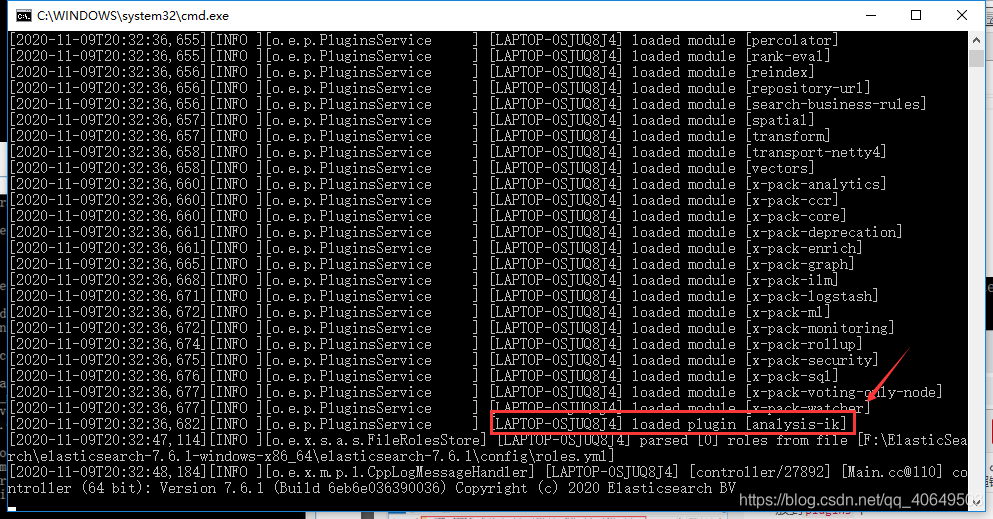 C:\WINDOWS\system32\cmd.exe
[2020-11-09T20:32:36,655][INFO ][o.e.p.PluginsService     ] [LAPTOP-0SJUQ8J4] loaded module [percolator]
[2020-11-09T20:32:36,655][INFO ][o.e.p.PluginsService     ] [LAPTOP-0SJUQ8J4] loaded module [rank-eval]
[2020-11-09T20:32:36,655][INFO ][o.e.p.PluginsService     ] [LAPTOP-0SJUQ8J4] loaded module [reindex]
[2020-11-09T20:32:36,656][INFO ][o.e.p.PluginsService     ] [LAPTOP-0SJUQ8J4] loaded module [repository-url]
[2020-11-09T20:32:36,656][INFO ][o.e.p.PluginsService     ] [LAPTOP-0SJUQ8J4] loaded module [search-business-rules]
[2020-11-09T20:32:36,657][INFO ][o.e.p.PluginsService     ] [LAPTOP-0SJUQ8J4] loaded module [spatial]
[2020-11-09T20:32:36,657][INFO ][o.e.p.PluginsService     ] [LAPTOP-0SJUQ8J4] loaded module [transform]
[2020-11-09T20:32:36,658][INFO ][o.e.p.PluginsService     ] [LAPTOP-0SJUQ8J4] loaded module [transport-netty4]
[2020-11-09T20:32:36,658][INFO ][o.e.p.PluginsService     ] [LAPTOP-0SJUQ8J4] loaded module [vectors]
[2020-11-09T20:32:36,660][INFO ][o.e.p.PluginsService     ] [LAPTOP-0SJUQ8J4] loaded module [x-pack-analytics]
[2020-11-09T20:32:36,660][INFO ][o.e.p.PluginsService     ] [LAPTOP-0SJUQ8J4] loaded module [x-pack-ccr]
[2020-11-09T20:32:36,660][INFO ][o.e.p.PluginsService     ] [LAPTOP-0SJUQ8J4] loaded module [x-pack-core]
[2020-11-09T20:32:36,661][INFO ][o.e.p.PluginsService     ] [LAPTOP-0SJUQ8J4] loaded module [x-pack-deprecation]
[2020-11-09T20:32:36,661][INFO ][o.e.p.PluginsService     ] [LAPTOP-0SJUQ8J4] loaded module [x-pack-enrich]
[2020-11-09T20:32:36,665][INFO ][o.e.p.PluginsService     ] [LAPTOP-0SJUQ8J4] loaded module [x-pack-graph]
[2020-11-09T20:32:36,668][INFO ][o.e.p.PluginsService     ] [LAPTOP-0SJUQ8J4] loaded module [x-pack-ilm]
[2020-11-09T20:32:36,671][INFO ][o.e.p.PluginsService     ] [LAPTOP-0SJUQ8J4] loaded module [x-pack-logstash]
[2020-11-09T20:32:36,672][INFO ][o.e.p.PluginsService     ] [LAPTOP-0SJUQ8J4] loaded module [x-pack-ml]
[2020-11-09T20:32:36,672][INFO ][o.e.p.PluginsService     ] [LAPTOP-0SJUQ8J4] loaded module [x-pack-monitoring]
[2020-11-09T20:32:36,674][INFO ][o.e.p.PluginsService     ] [LAPTOP-0SJUQ8J4] loaded module [x-pack-rollup]
[2020-11-09T20:32:36,675][INFO ][o.e.p.PluginsService     ] [LAPTOP-0SJUQ8J4] loaded module [x-pack-security]
[2020-11-09T20:32:36,676][INFO ][o.e.p.PluginsService     ] [LAPTOP-0SJUQ8J4] loaded module [x-pack-sql]
[2020-11-09T20:32:36,677][INFO ][o.e.p.PluginsService     ] [LAPTOP-0SJUQ8J4] loaded module [x-pack-voting-only-node]
[2020-11-09T20:32:36,677][INFO ][o.e.p.PluginsService     ] [LAPTOP-0SJUQ8J4] loaded module [x-pack-watcher]
[2020-11-09T20:32:36,682][INFO ][o.e.p.PluginsService     ] [LAPTOP-0SJUQ8J4] loaded plugin [analysis-ik]
[2020-11-09T20:32:47,114][INFO ][o.e.x.s.a.s.FileRolesStore] [LAPTOP-0SJUQ8J4] parsed [0] roles from file [F:\ElasticSea
rch\elasticsearch-7.6.1-windows-x86_64\elasticsearch-7.6.1\config\roles.yml]
[2020-11-09T20:32:48,184][INFO ][o.e.x.m.p.l.CppLogMessageHandler] [LAPTOP-0SJUQ8J4] [controller/27892] [Main.cc@110] co
ntroller (64 bit): Version 7.6.1 (Build 6eb6e036390036) Copyright (c) 2020 Elasticsearch BV